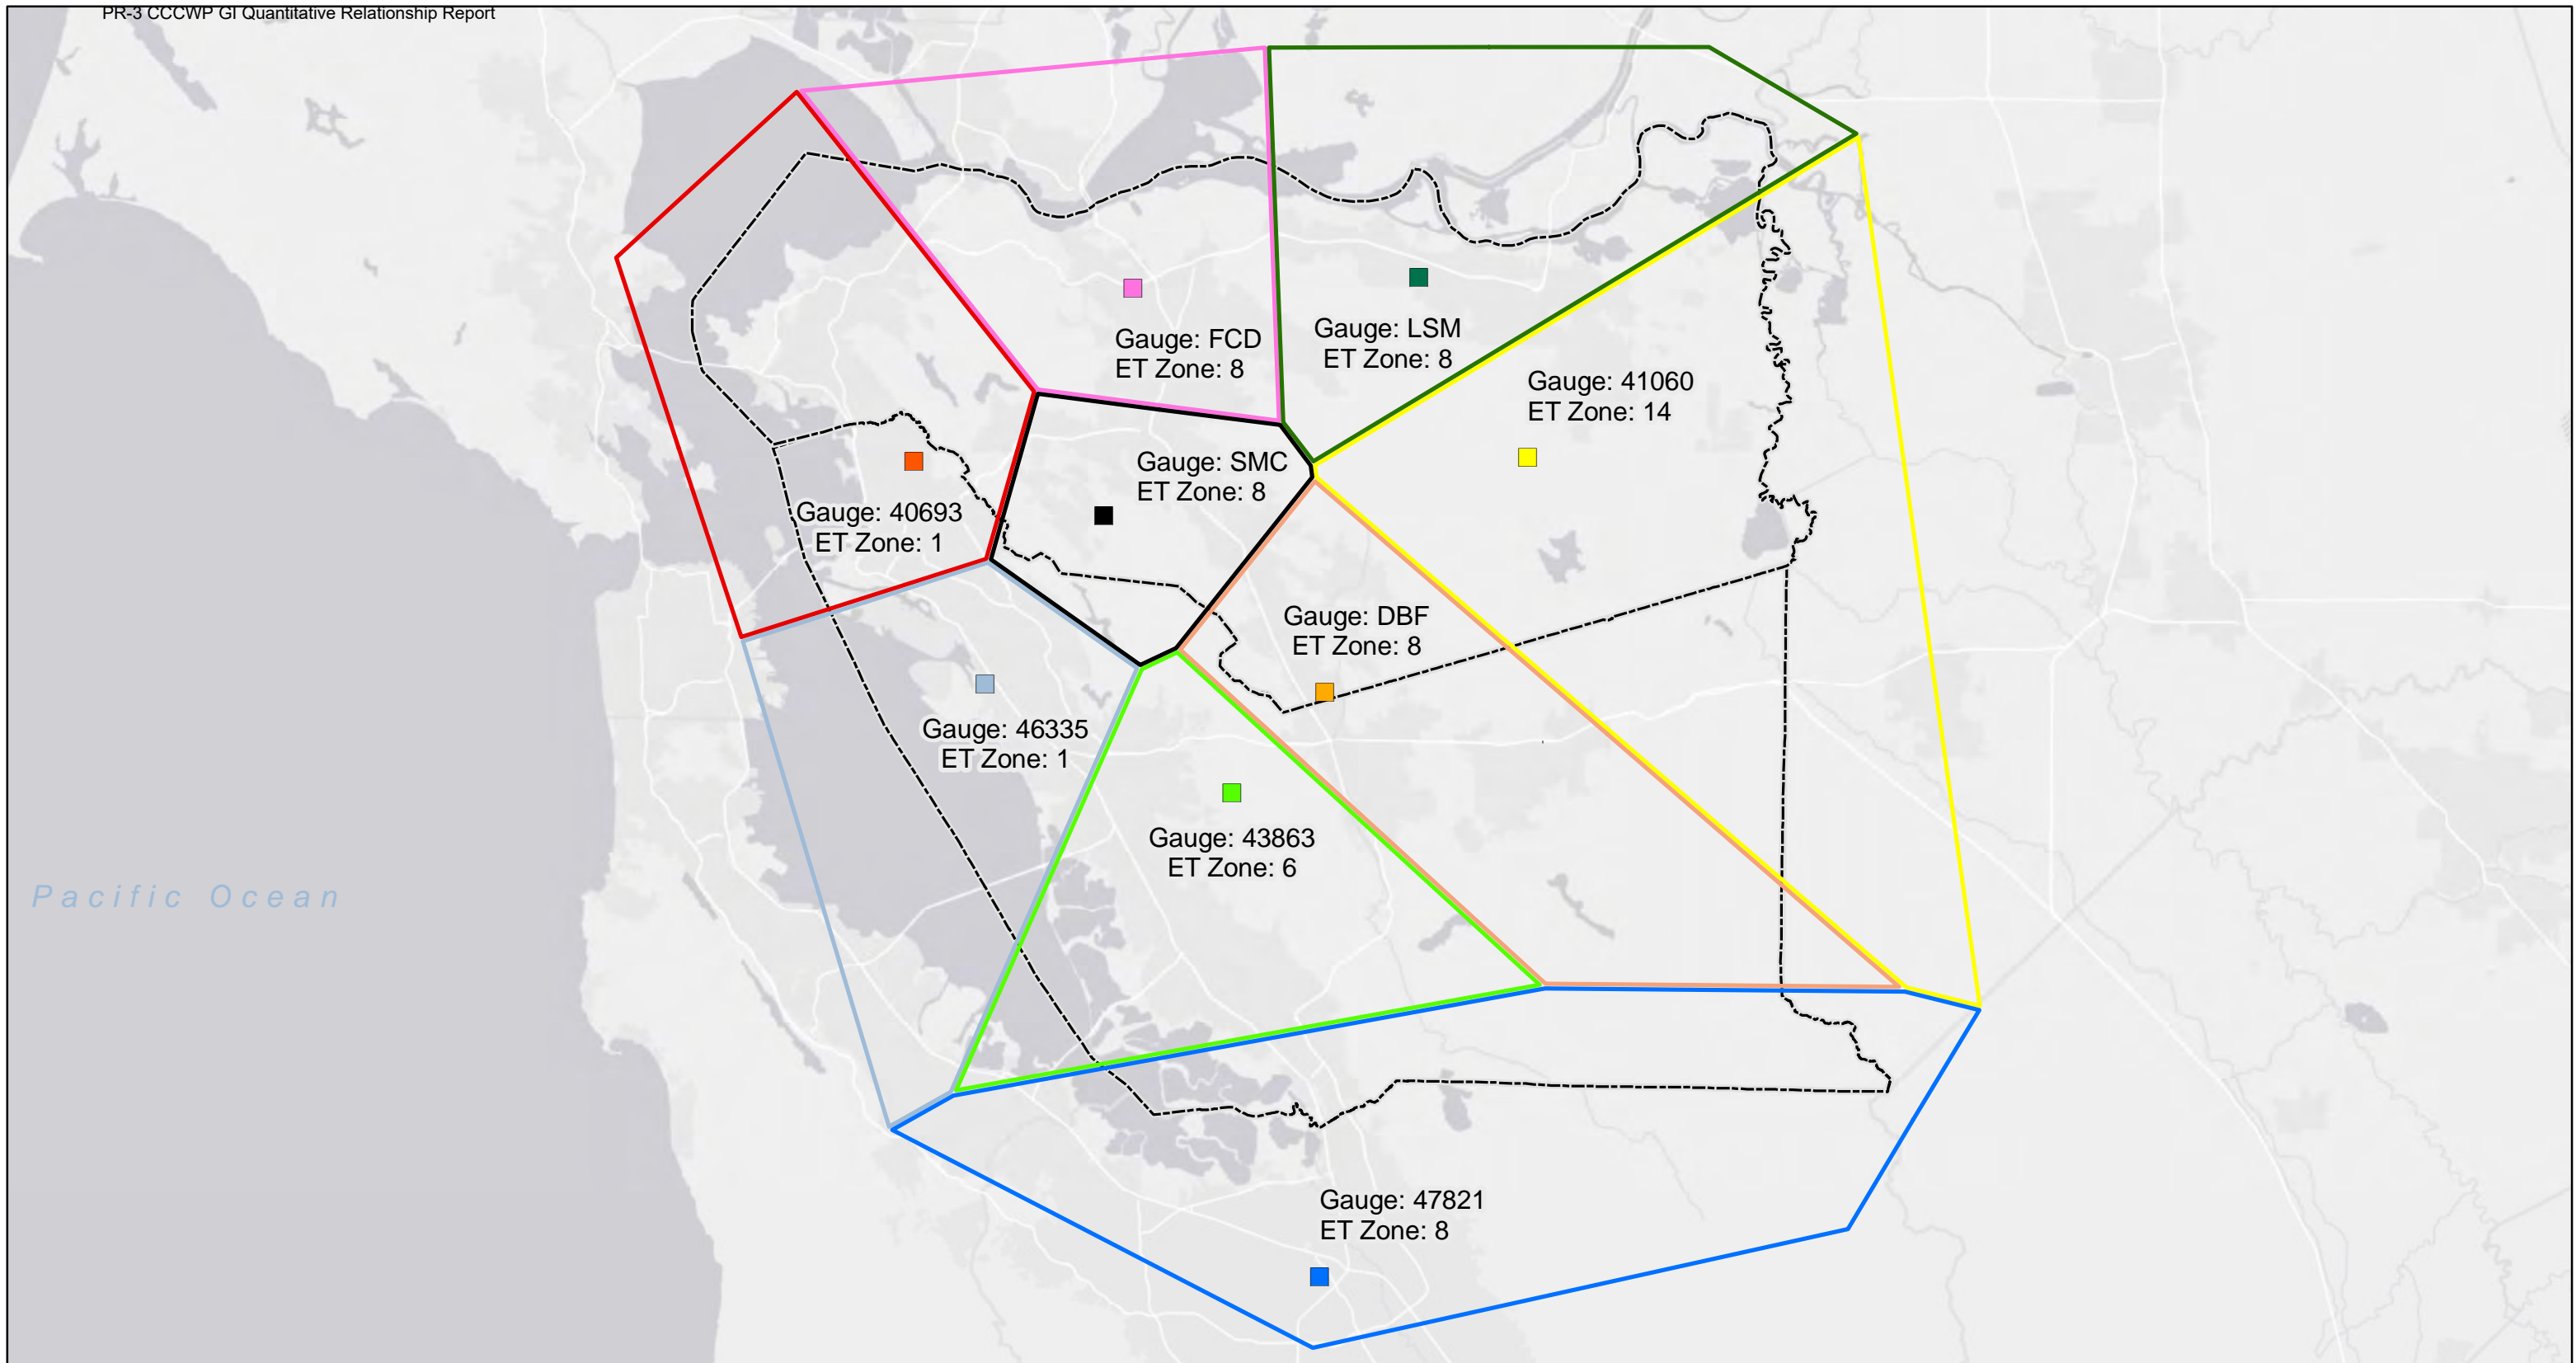 PR-3 CCCWP GI Quantitative Relationship Report
Gauge: FCD
ET Zone: 8
Gauge: LSM
ET Zone: 8
Gauge: 41060
ET Zone: 14
Gauge: SMC
ET Zone: 8
Gauge: 40693
ET Zone: 1
Gauge: DBF
ET Zone: 8
Gauge: 46335
ET Zone: 1
Gauge: 43863
ET Zone: 6
Pacific Ocean
Gauge: 47821
ET Zone: 8